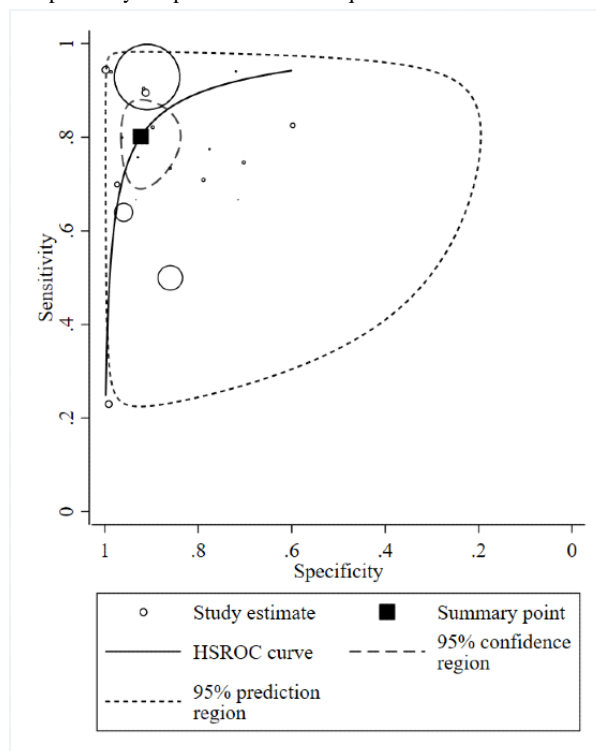 1
.8
.6
.4
.2
0
Sensitivity
1
.8
.6
.4
.2
0
Specificity
Study estimate
Summary point
HSROC curve
95% confidence
region
95% prediction
region